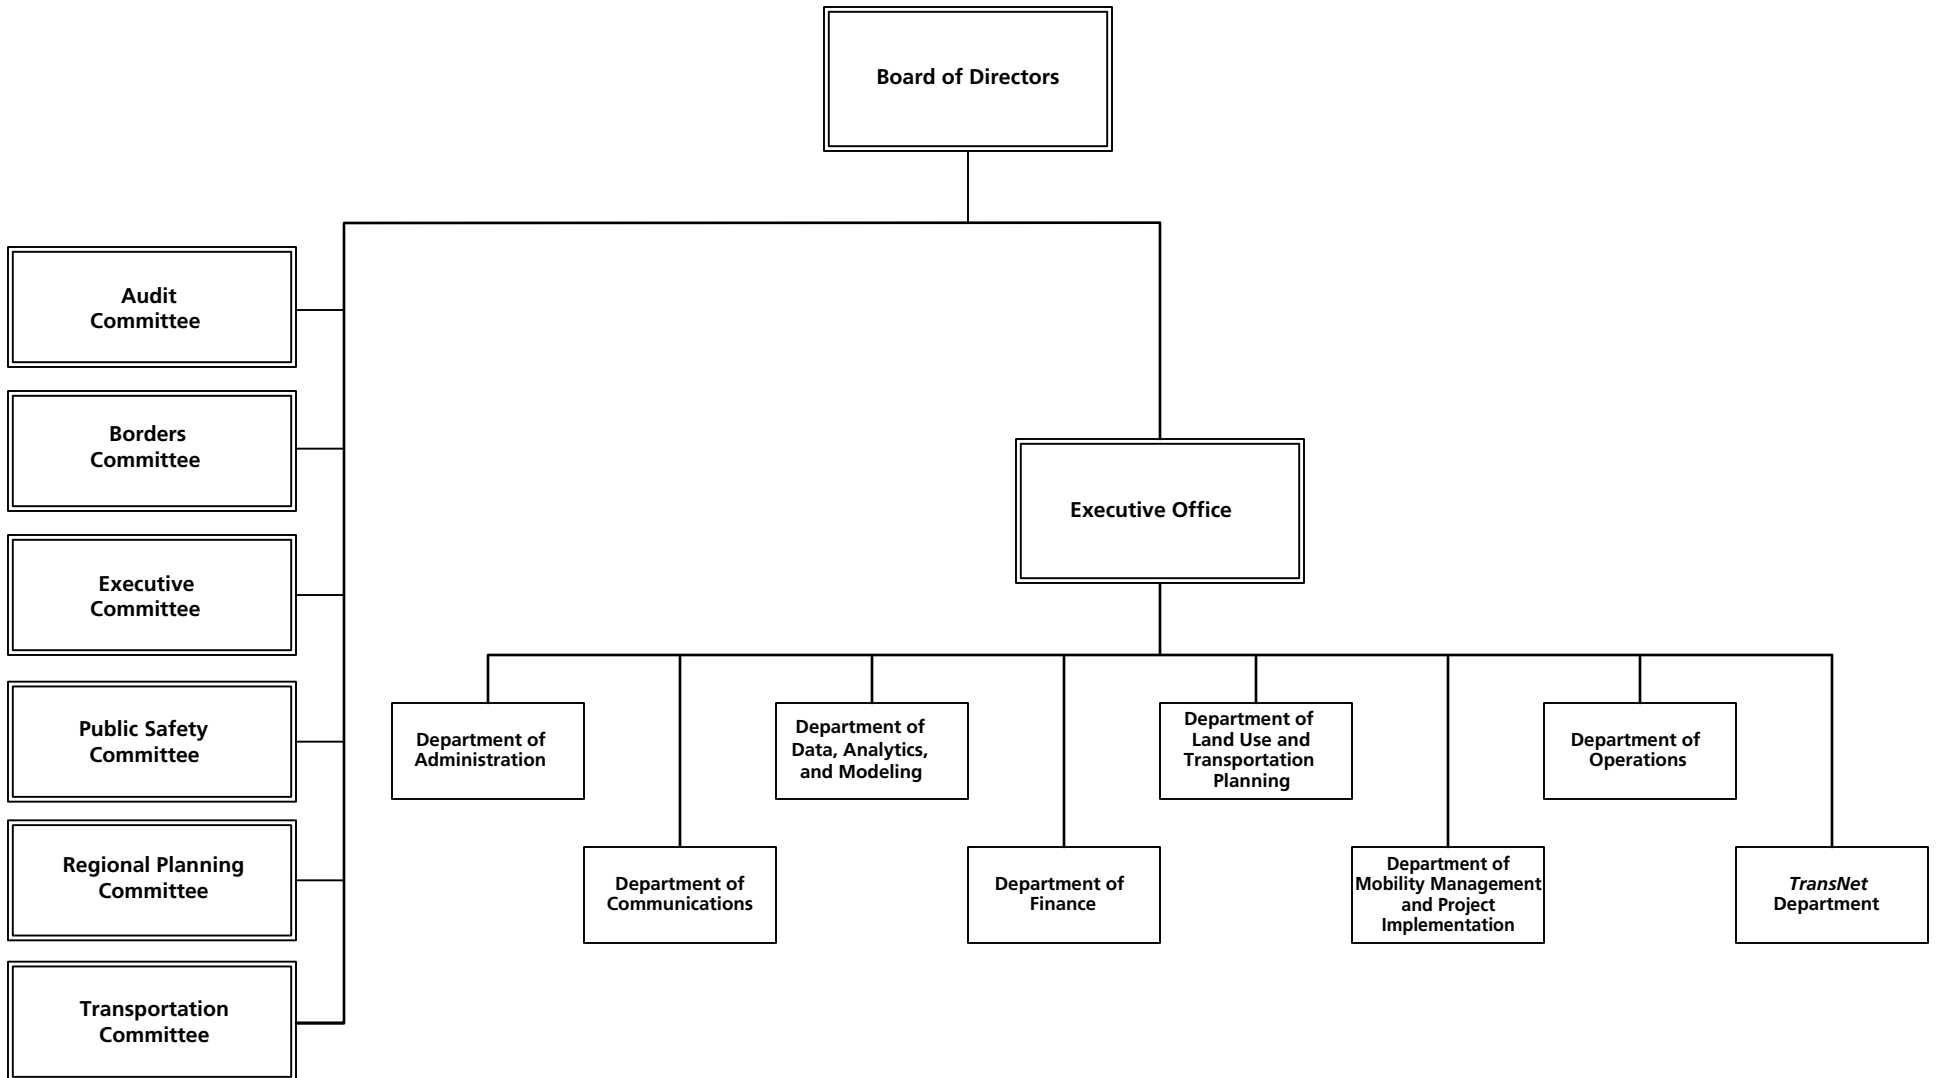 Board of Directors
Audit
Committee
Borders
Committee
Executive
Committee
Public Safety
Committee
Regional Planning
Committee
Transportation
Committee
Executive Office
Department of
Administration
Department of
Communications
Department of
Data, Analytics,
and Modeling
Department of
Finance
Department of
Land Use and
Transportation
Planning
Department of
Mobility Management
and Project
Implementation
Department of
Operations
TransNet
Department